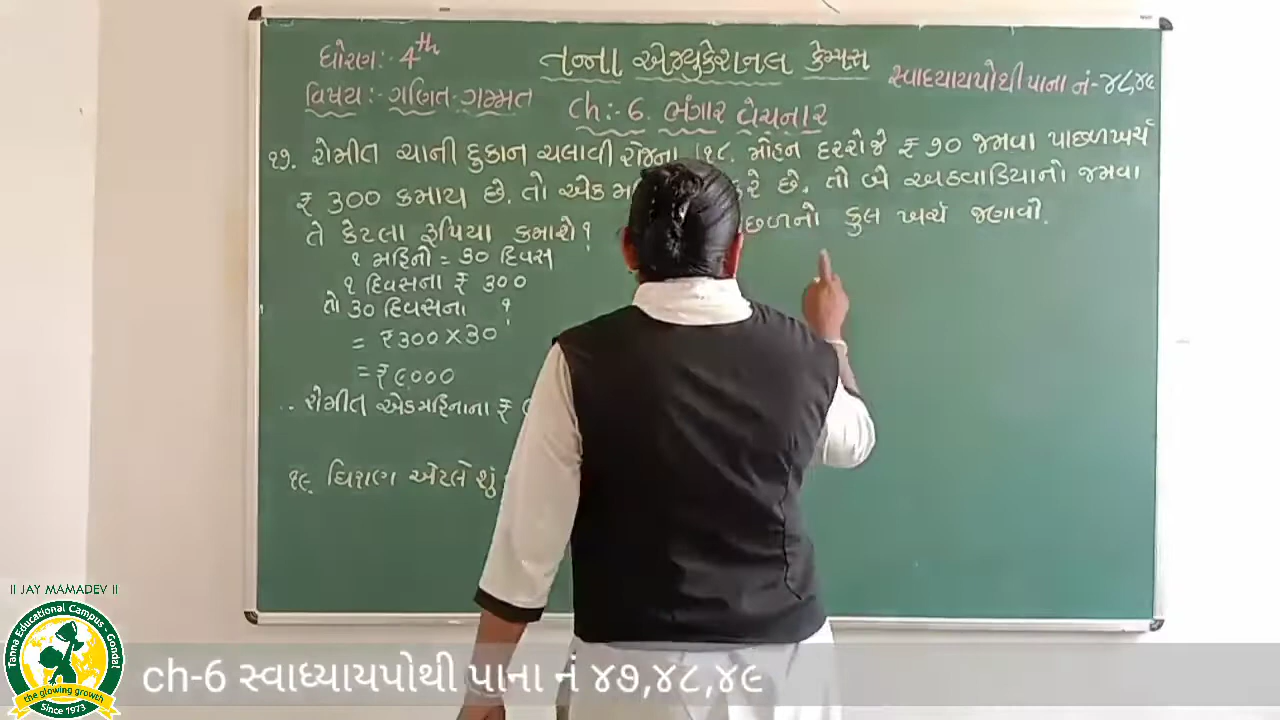 ધોરણ:- 4th
તન્ના એજ્યુકેશનલ કેમ્પસ
સ્વાધ્યાયપોથી પાના નં-૪૮,૪૯
વિષય:- ગણિત-ગમ્મત
ch:- 6. ભંગાર વેચનાર
૧૭. રોમીત ચાની દુકાન ચલાવી રોજના
₹ ૩૦૦ કમાય છે. તો એક
તે કેટલા રૂપિયા કમાશે?
૧ મહિનો = ૩૦ દિવસ
૧ દિવસના ₹ ૩૦૦
તો ૩૦ દિવસના ?
= ₹૩૦૦ × ૩૦
= ₹૯૦૦૦
∴ રોમીત એક મહિનાના ₹
૧૯. ધિરાણ એટલે શું
૧૮. મોહન દરરોજે ₹ ૭૦ જમવા પાછળ ખર્ચ
કરે છે. તો બે અઠવાડિયાનો જમવા
પાછળનો કુલ ખર્ચ જણાવો.
II JAY MAMADEV II
Tanna Educational Campus - Gondal
the glowing growth
Since 1973
ch-6 સ્વાધ્યાયપોથી પાના નં ૪૭,૪૮,૪૯